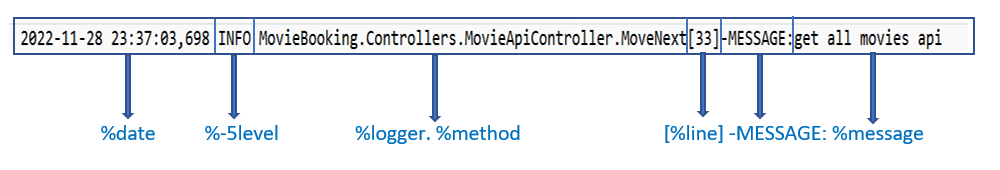 2022-11-28 23:37:03,698 INFO MovieBooking.Controllers.MovieApiController.MoveNext[33]-MESSAGE:get all movies api
%date %-5level %logger. %method [%line] -MESSAGE: %message